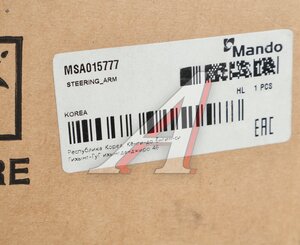 Mando
MSA015777
STEERING_ARM
HL 1 PCS
KOREA
EAC
Республика Корея,
RE